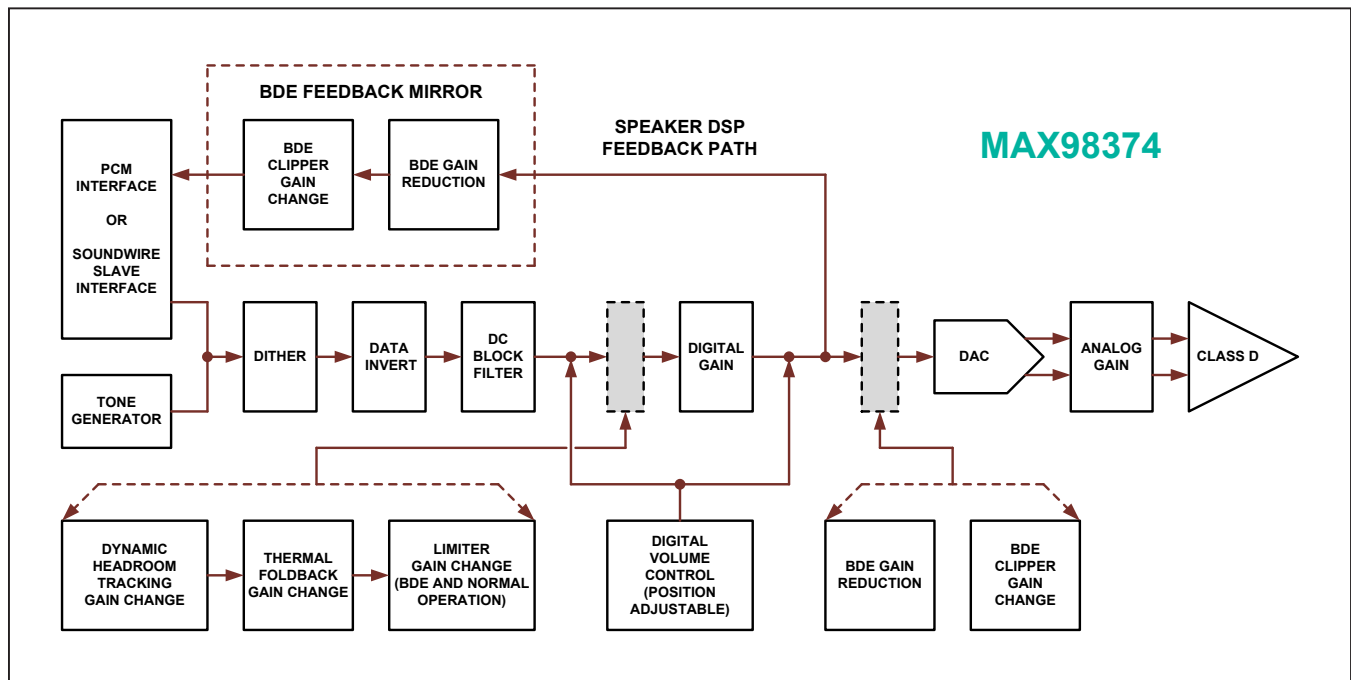 BDE FEEDBACK MIRROR
PCM
INTERFACE
OR
SOUNDWIRE
SLAVE
INTERFACE
BDE
CLIPPER
GAIN
CHANGE
BDE GAIN
REDUCTION
SPEAKER DSP
FEEDBACK PATH
MAX98374
TONE
GENERATOR
DITHER
DATA
INVERT
DC
BLOCK
FILTER
DIGITAL
GAIN
DAC
ANALOG
GAIN
CLASS D
DYNAMIC
HEADROOM
TRACKING
GAIN CHANGE
THERMAL
FOLDBACK
GAIN CHANGE
LIMITER
GAIN CHANGE
(BDE AND NORMAL
OPERATION)
DIGITAL
VOLUME
CONTROL
(POSITION
ADJUSTABLE)
BDE GAIN
REDUCTION
BDE
CLIPPER
GAIN
CHANGE